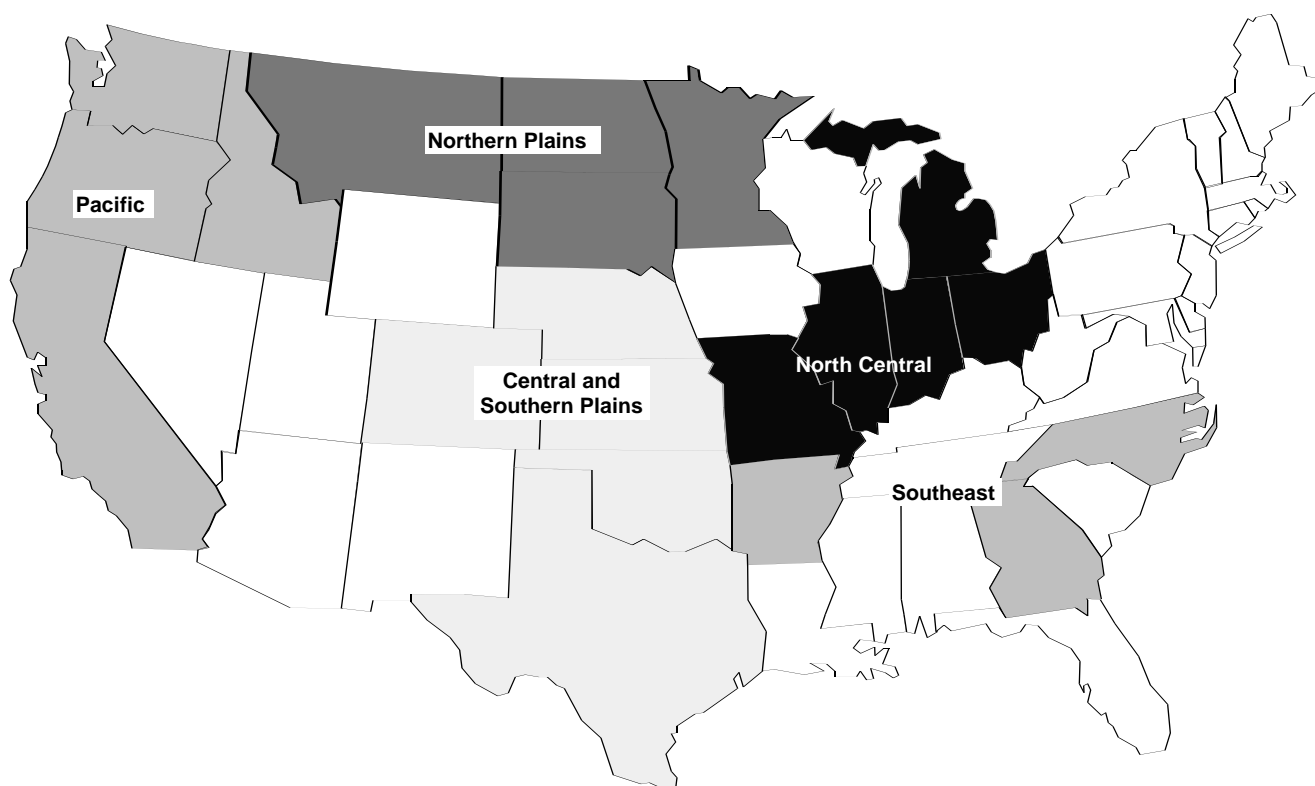 Northern Plains
Pacific
North Central
Central and
Southern Plains
Southeast